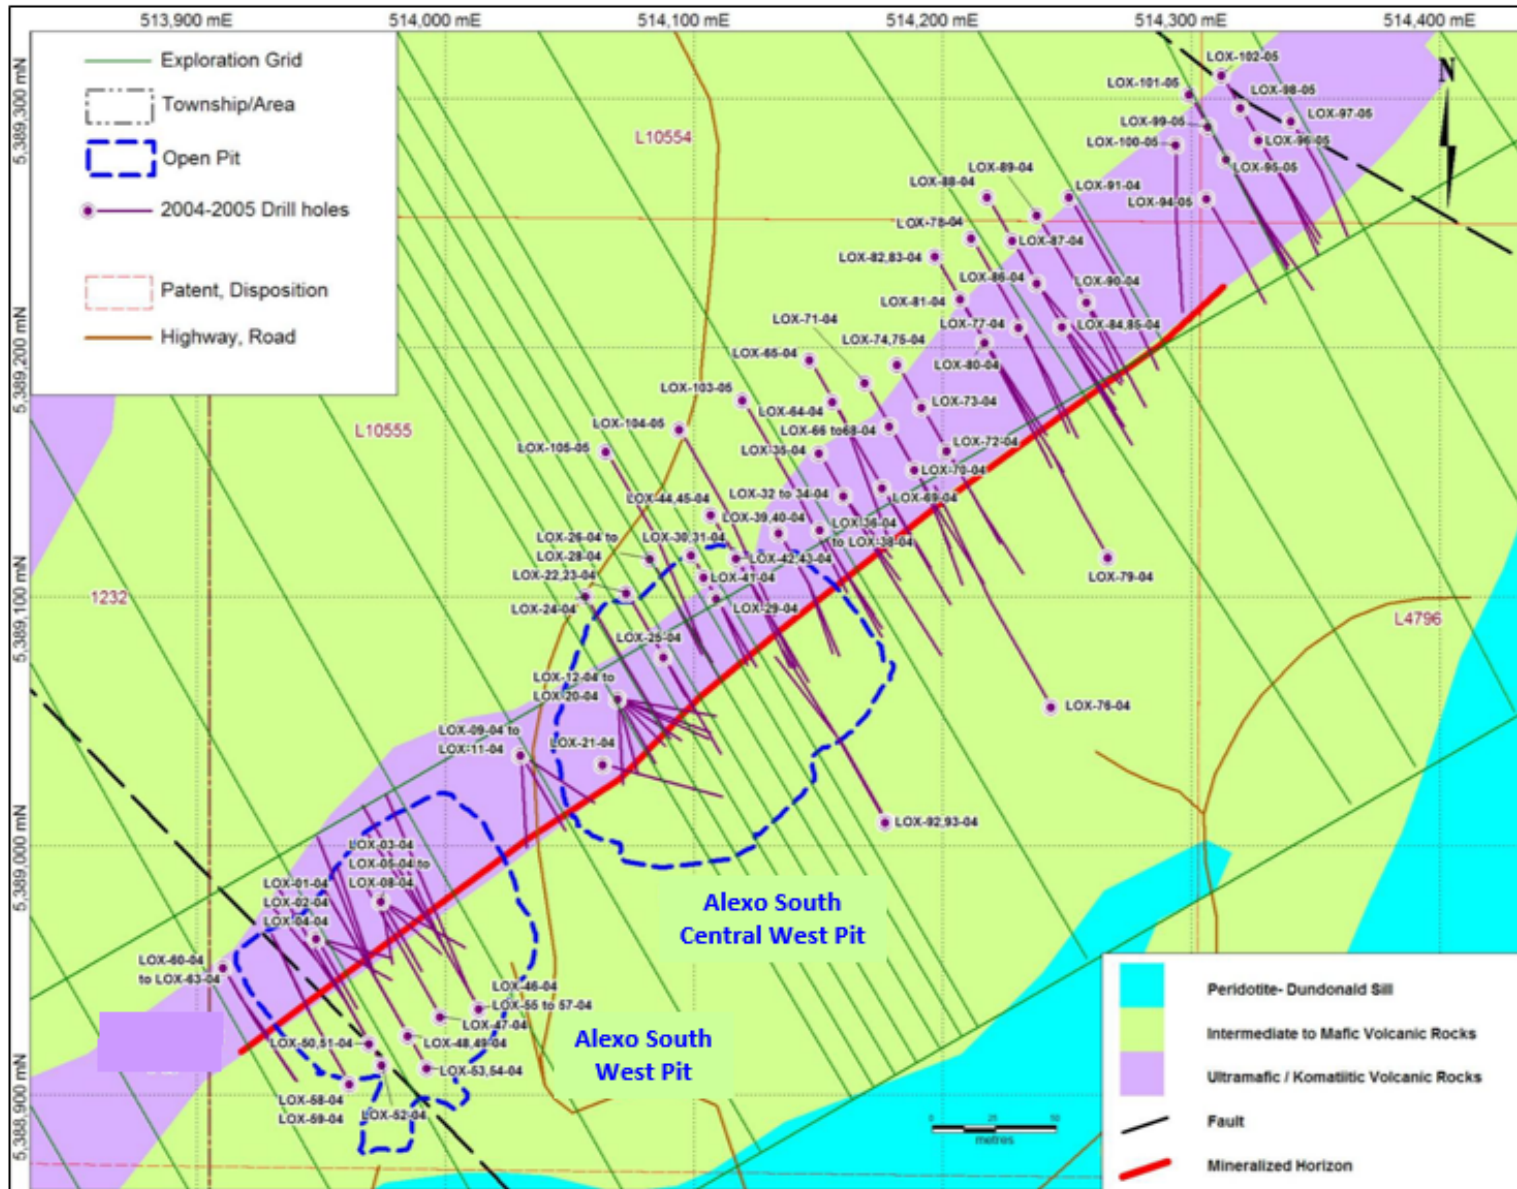 513,900 mE
514,000 mE
514,100 mE
514,200 mE
514,300 mE
514,400 mE
5,389,300 mN
5,389,200 mN
5,389,100 mN
5,389,000 mN
5,388,900 mN
Exploration Grid
Township/Area
Open Pit
2004-2005 Drill holes
Patent, Disposition
Highway, Road
N
L10554
L10555
1232
L4796
LOX-102-05
LOX-101-05
LOX-98-05
LOX-97-05
LOX-99-05
LOX-100-05
LOX-96-05
LOX-95-05
LOX-94-05
LOX-89-04
LOX-88-04
LOX-91-04
LOX-78-04
LOX-87-04
LOX-82,83-04
LOX-86-04
LOX-90-04
LOX-81-04
LOX-71-04
LOX-77-04
LOX-84,85-04
LOX-74,75-04
LOX-65-04
LOX-80-04
LOX-103-05
LOX-64-04
LOX-73-04
LOX-104-05
LOX-66 to68-04
LOX-105-05
LOX-35-04
LOX-72-04
LOX-70-04
LOX-44,45-04
LOX-32 to 34-04
LOX-69-04
LOX-39,40-04
LOX-36-04
to LOX-38-04
LOX-26-04 to
LOX-28-04
LOX-30,31-04
LOX-42,43-04
LOX-22,23-04
LOX-41-04
LOX-79-04
LOX-24-04
LOX-29-04
LOX-25-04
LOX-12-04 to
LOX-20-04
LOX-76-04
LOX-09-04 to
LOX-11-04
LOX-21-04
LOX-92,93-04
LOX-03-04
LOX-05-04 to
LOX-08-04
LOX-01-04
LOX-02-04
LOX-04-04
LOX-60-04
to LOX-63-04
LOX-46-04
LOX-55 to 57-04
LOX-47-04
LOX-50,51-04
LOX-48,49-04
LOX-53,54-04
LOX-58-04
LOX-59-04
LOX-52-04
Alexo South
Central West Pit
Alexo South
West Pit
0 25 50
metres
Peridotite- Dundonald Sill
Intermediate to Mafic Volcanic Rocks
Ultramafic / Komatiitic Volcanic Rocks
Fault
Mineralized Horizon